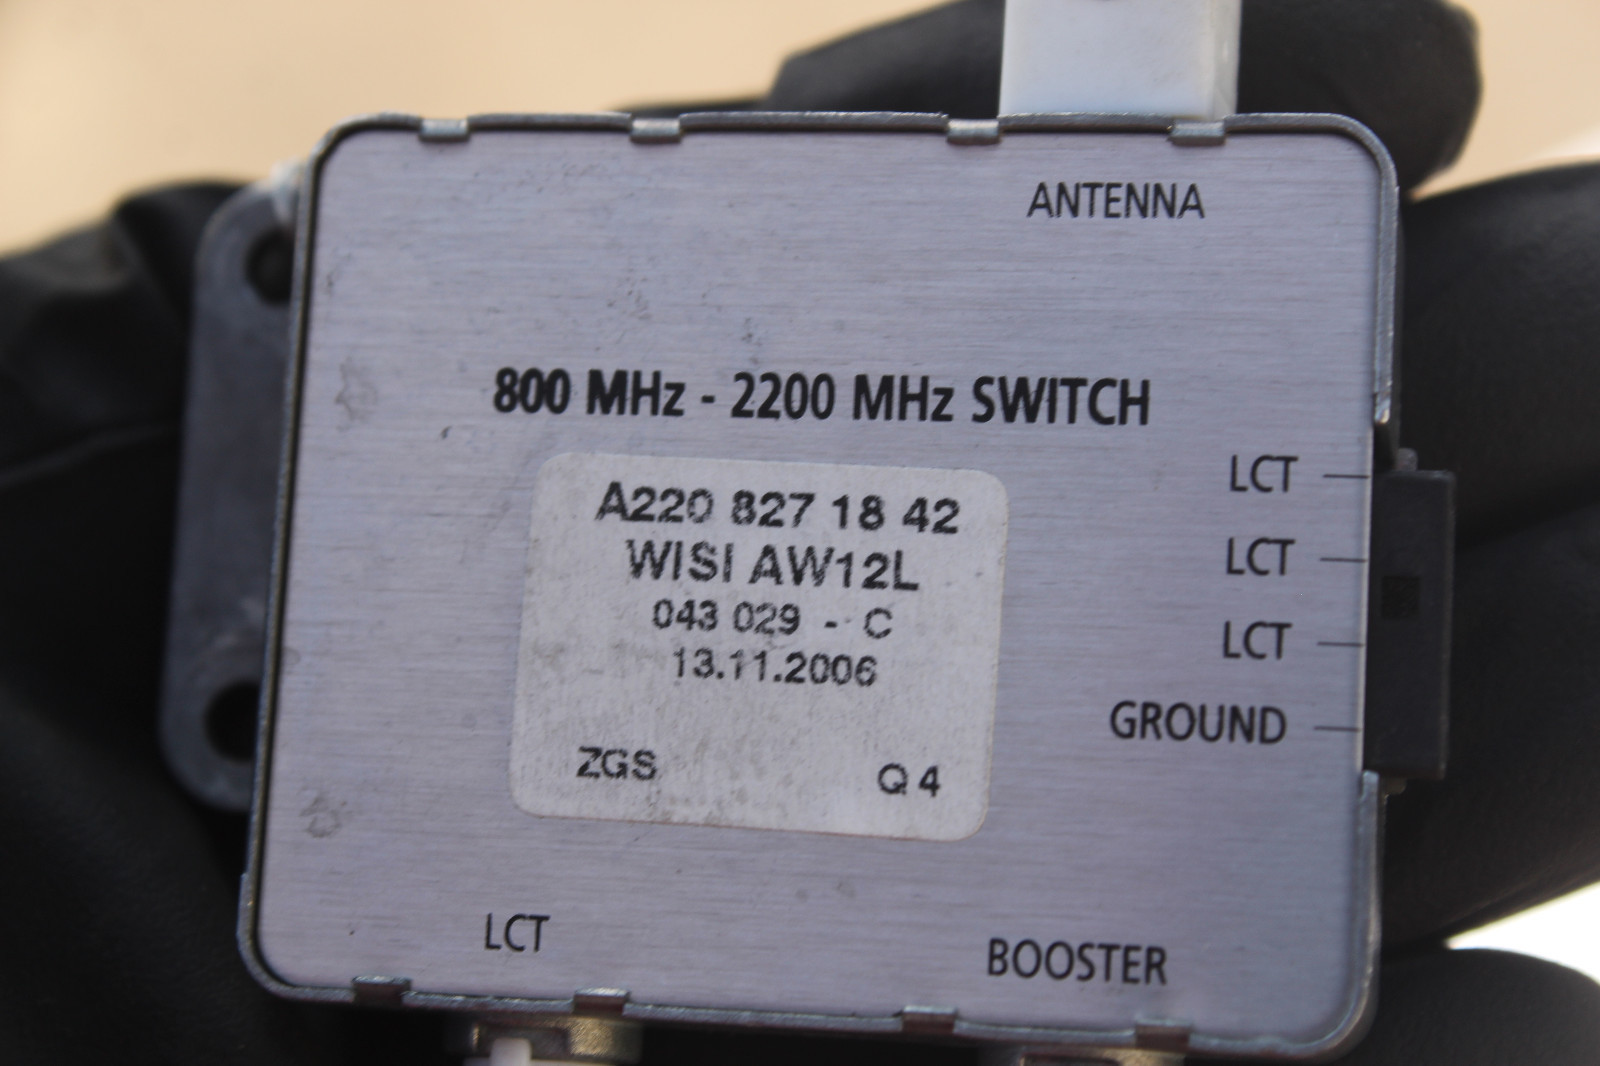 ANTENNA
800 MHz - 2200 MHz SWITCH
A220 827 18 42
WISI AW12L
043 029 - C
13.11.2006
ZGS Q4
LCT
LCT
LCT
GROUND
LCT
BOOSTER